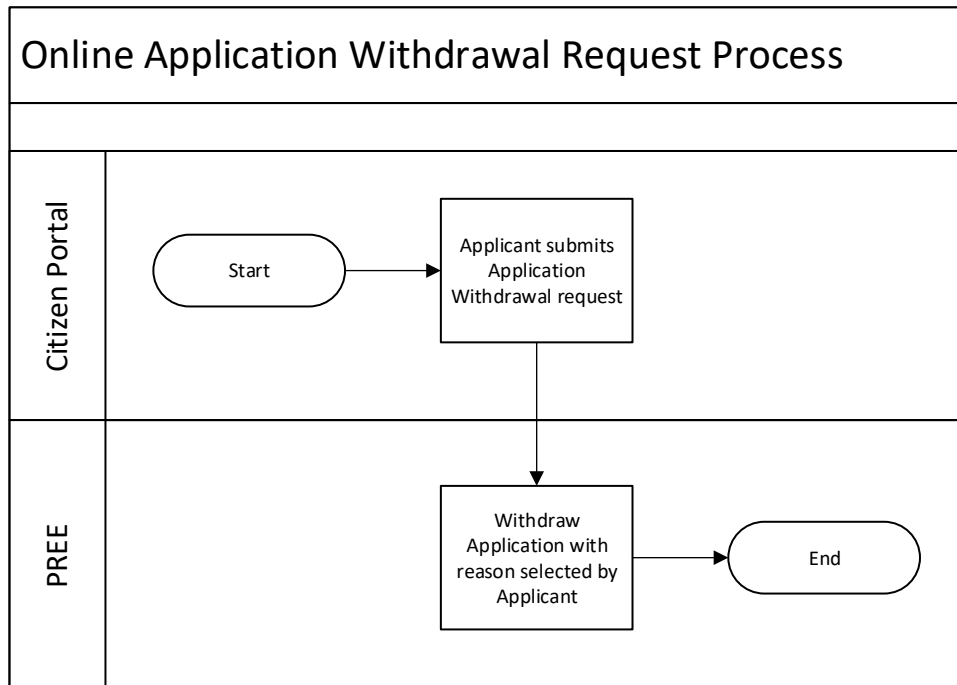 Online Application Withdrawal Request Process
Citizen Portal
Start
Applicant submits
Application
Withdrawal request
PREE
Withdraw
Application with
reason selected by
Applicant
End